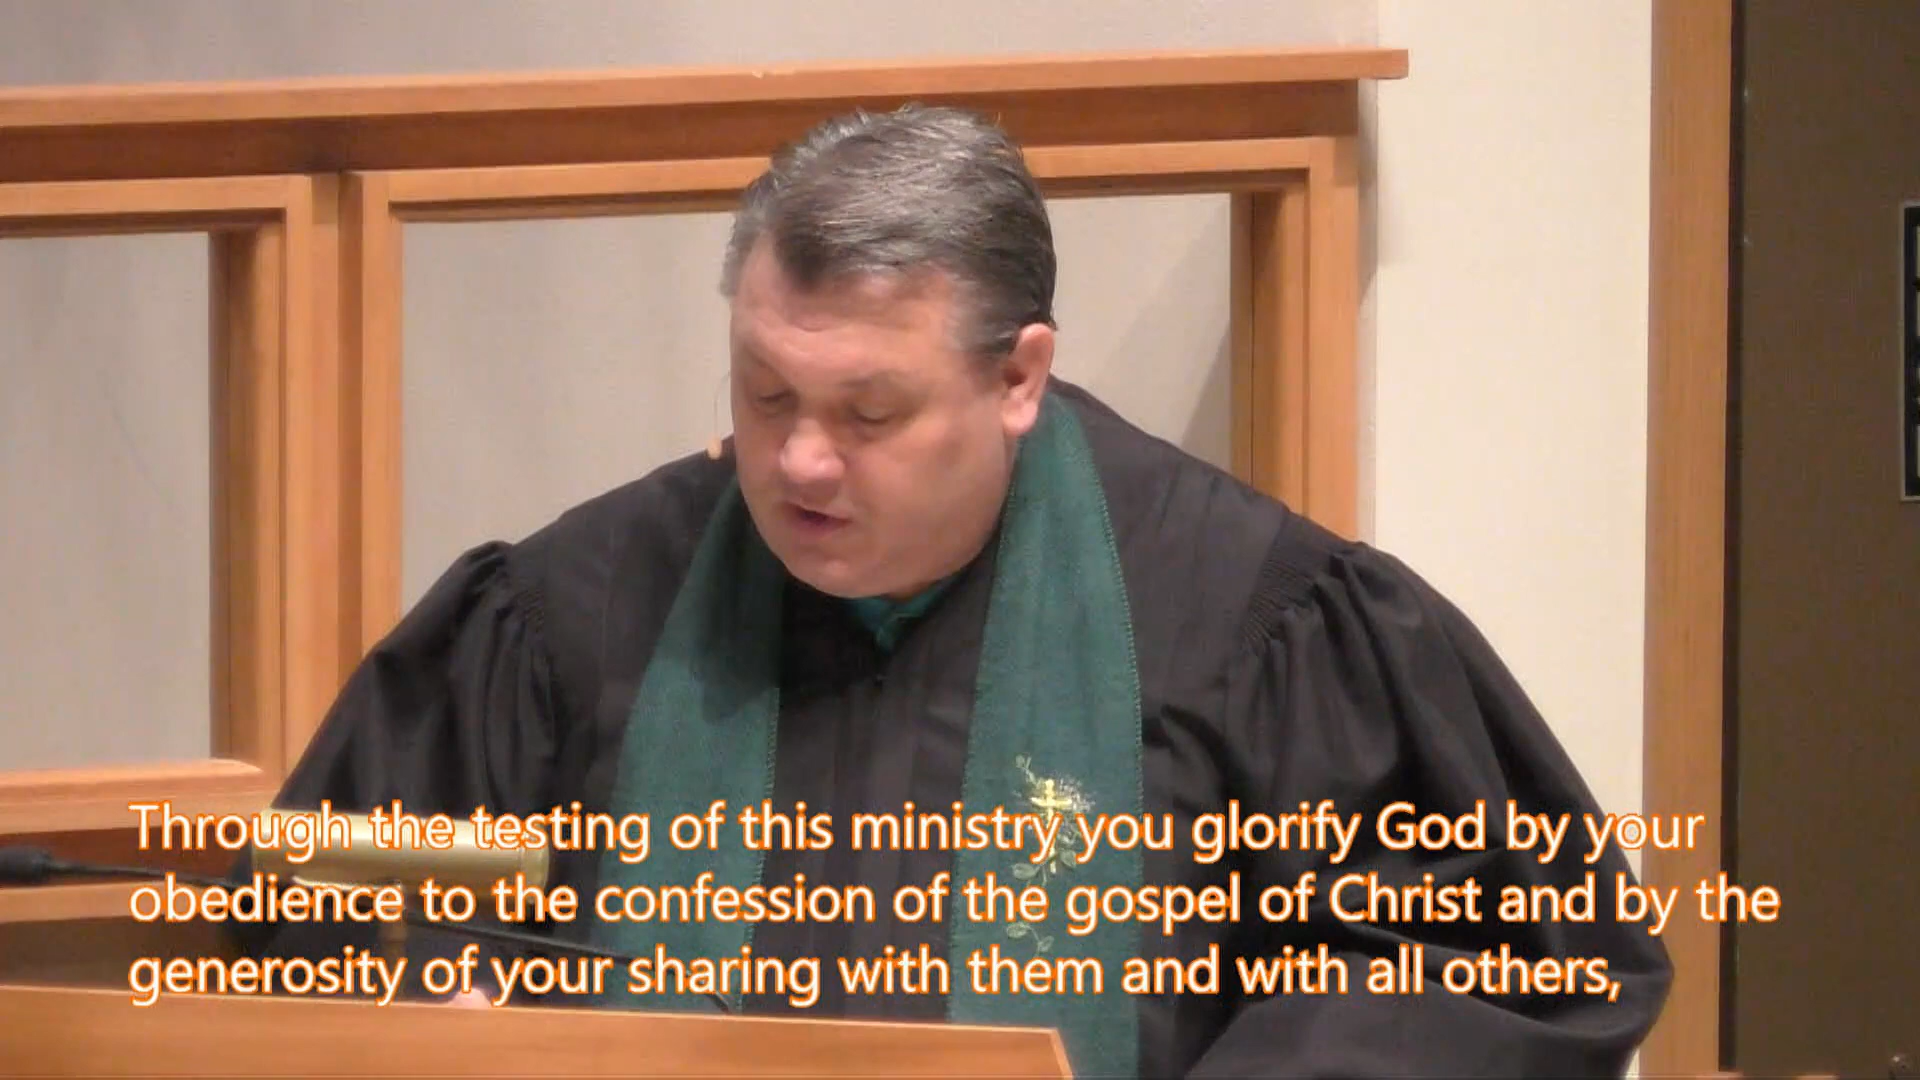 Through the testing of this ministry you glorify God by your
obedience to the confession of the gospel of Christ and by the
generosity of your sharing with them and with all others,